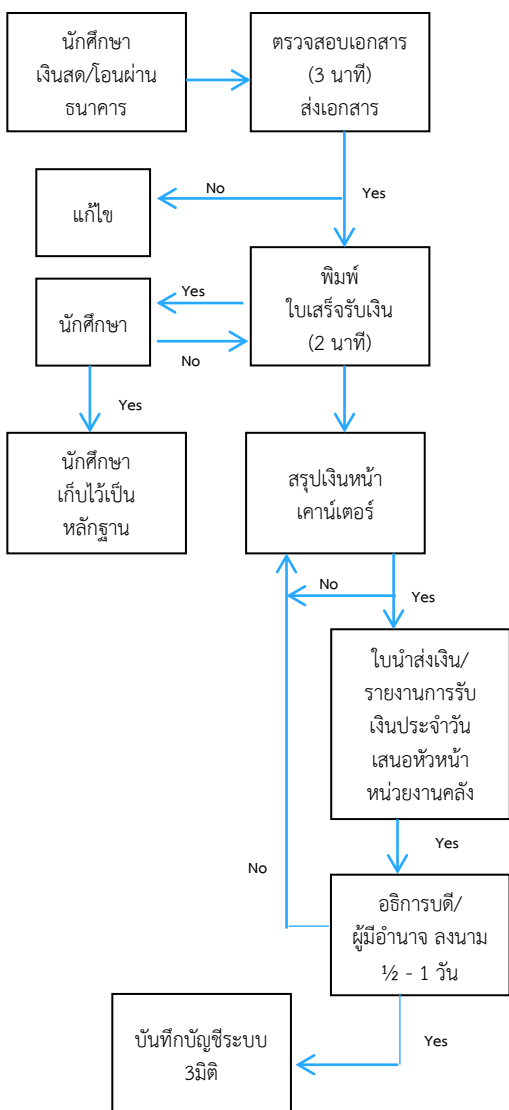 นักศึกษา
เงินสด/โอนผ่าน
ธนาคาร
ตรวจสอบเอกสาร
(3 นาที)
ส่งเอกสาร
No
Yes
แก้ไข
พิมพ์
ใบเสร็จรับเงิน
(2 นาที)
Yes
นักศึกษา
No
Yes
นักศึกษา
เก็บไว้เป็น
หลักฐาน
สรุปเงินหน้า
เคาน์เตอร์
No
Yes
ใบนำส่งเงิน/
รายงานการรับ
เงินประจำวัน
เสนอหัวหน้า
หน่วยงานคลัง
Yes
No
อธิการบดี/
ผู้มีอำนาจ ลงนาม
½ - 1 วัน
Yes
บันทึกบัญชีระบบ
3มิติ